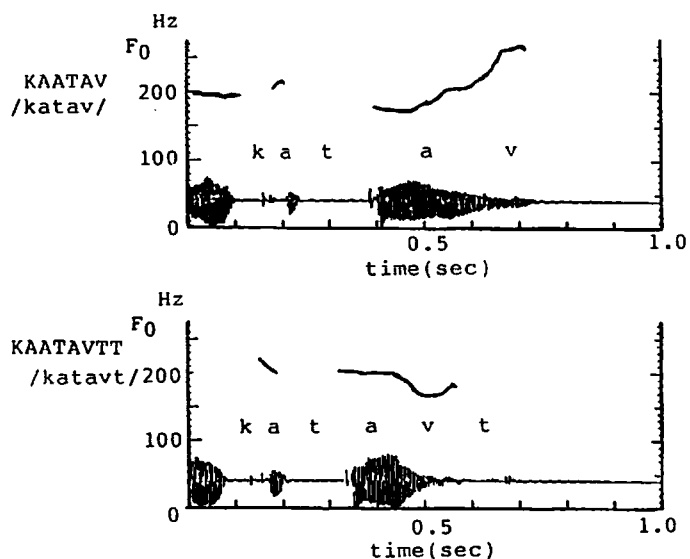 Hz
F0
KAATAV
/katav/
200
100
0
k a t a v
0.5 1.0
time(sec)
Hz
F0
KAATAVTT
/katavt/
200
100
0
k a t a v t
0.5 1.0
time(sec)